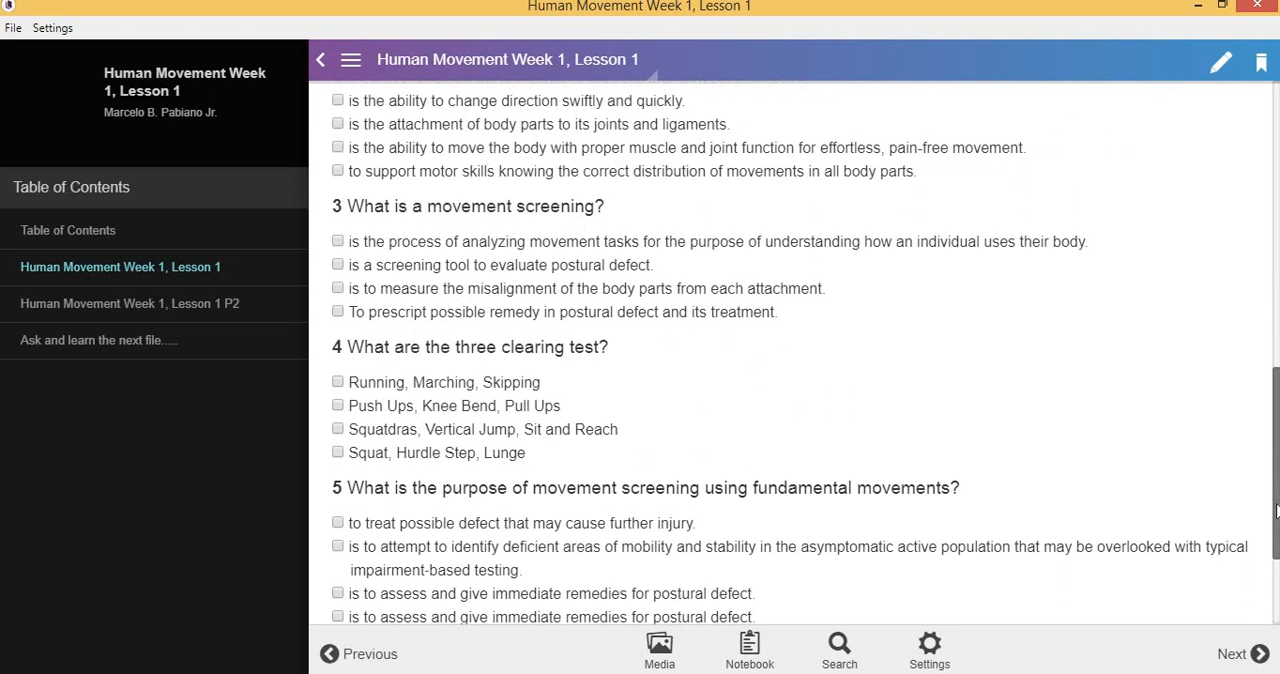 Human Movement Week 1, Lesson 1
File Settings
Human Movement Week
1, Lesson 1
Marcelo B. Pabiano Jr.
Table of Contents
Table of Contents
Human Movement Week 1, Lesson 1
Human Movement Week 1, Lesson 1 P2
Ask and learn the next file.....
Human Movement Week 1, Lesson 1
is the ability to change direction swiftly and quickly.
is the attachment of body parts to its joints and ligaments.
is the ability to move the body with proper muscle and joint function for effortless, pain-free movement.
to support motor skills knowing the correct distribution of movements in all body parts.
3 What is a movement screening?
is the process of analyzing movement tasks for the purpose of understanding how an individual uses their body.
is a screening tool to evaluate postural defect.
is to measure the misalignment of the body parts from each attachment.
To prescript possible remedy in postural defect and its treatment.
4 What are the three clearing test?
Running, Marching, Skipping
Push Ups, Knee Bend, Pull Ups
Squatdras, Vertical Jump, Sit and Reach
Squat, Hurdle Step, Lunge
5 What is the purpose of movement screening using fundamental movements?
to treat possible defect that may cause further injury.
is to attempt to identify deficient areas of mobility and stability in the asymptomatic active population that may be overlooked with typical
impairment-based testing.
is to assess and give immediate remedies for postural defect.
is to assess and give immediate remedies for postural defect.
Previous
Media
Notebook
Search
Settings
Next